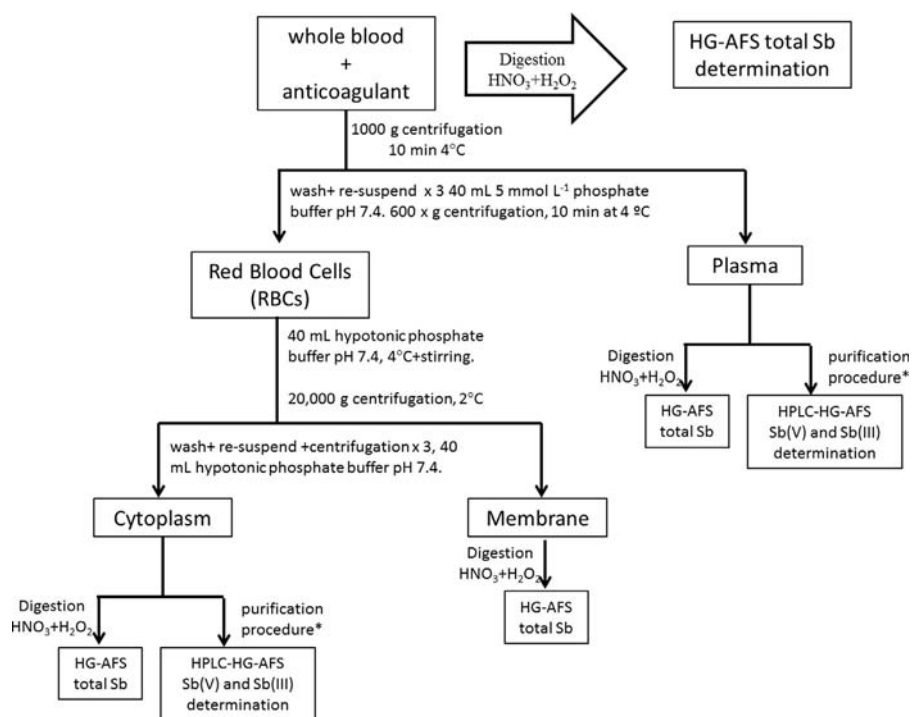 whole blood
+
anticoagulant
Digestion
HNO₃+H₂O₂
HG-AFS total Sb
determination
1000 g centrifugation
10 min 4°C
wash+ re-suspend x 3 40 mL 5 mmol L⁻¹ phosphate
buffer pH 7.4. 600 x g centrifugation, 10 min at 4 ºC
Red Blood Cells
(RBCs)
Plasma
40 mL hypotonic phosphate
buffer pH 7.4, 4°C+stirring.
20,000 g centrifugation, 2°C
Digestion
HNO₃+H₂O₂
purification
procedure*
HG-AFS
total Sb
HPLC-HG-AFS
Sb(V) and Sb(III)
determination
wash+ re-suspend +centrifugation x 3, 40
mL hypotonic phosphate buffer pH 7.4.
Cytoplasm
Membrane
Digestion
HNO₃+H₂O₂
HG-AFS
total Sb
Digestion
HNO₃+H₂O₂
purification
procedure*
HG-AFS
total Sb
HPLC-HG-AFS
Sb(V) and Sb(III)
determination